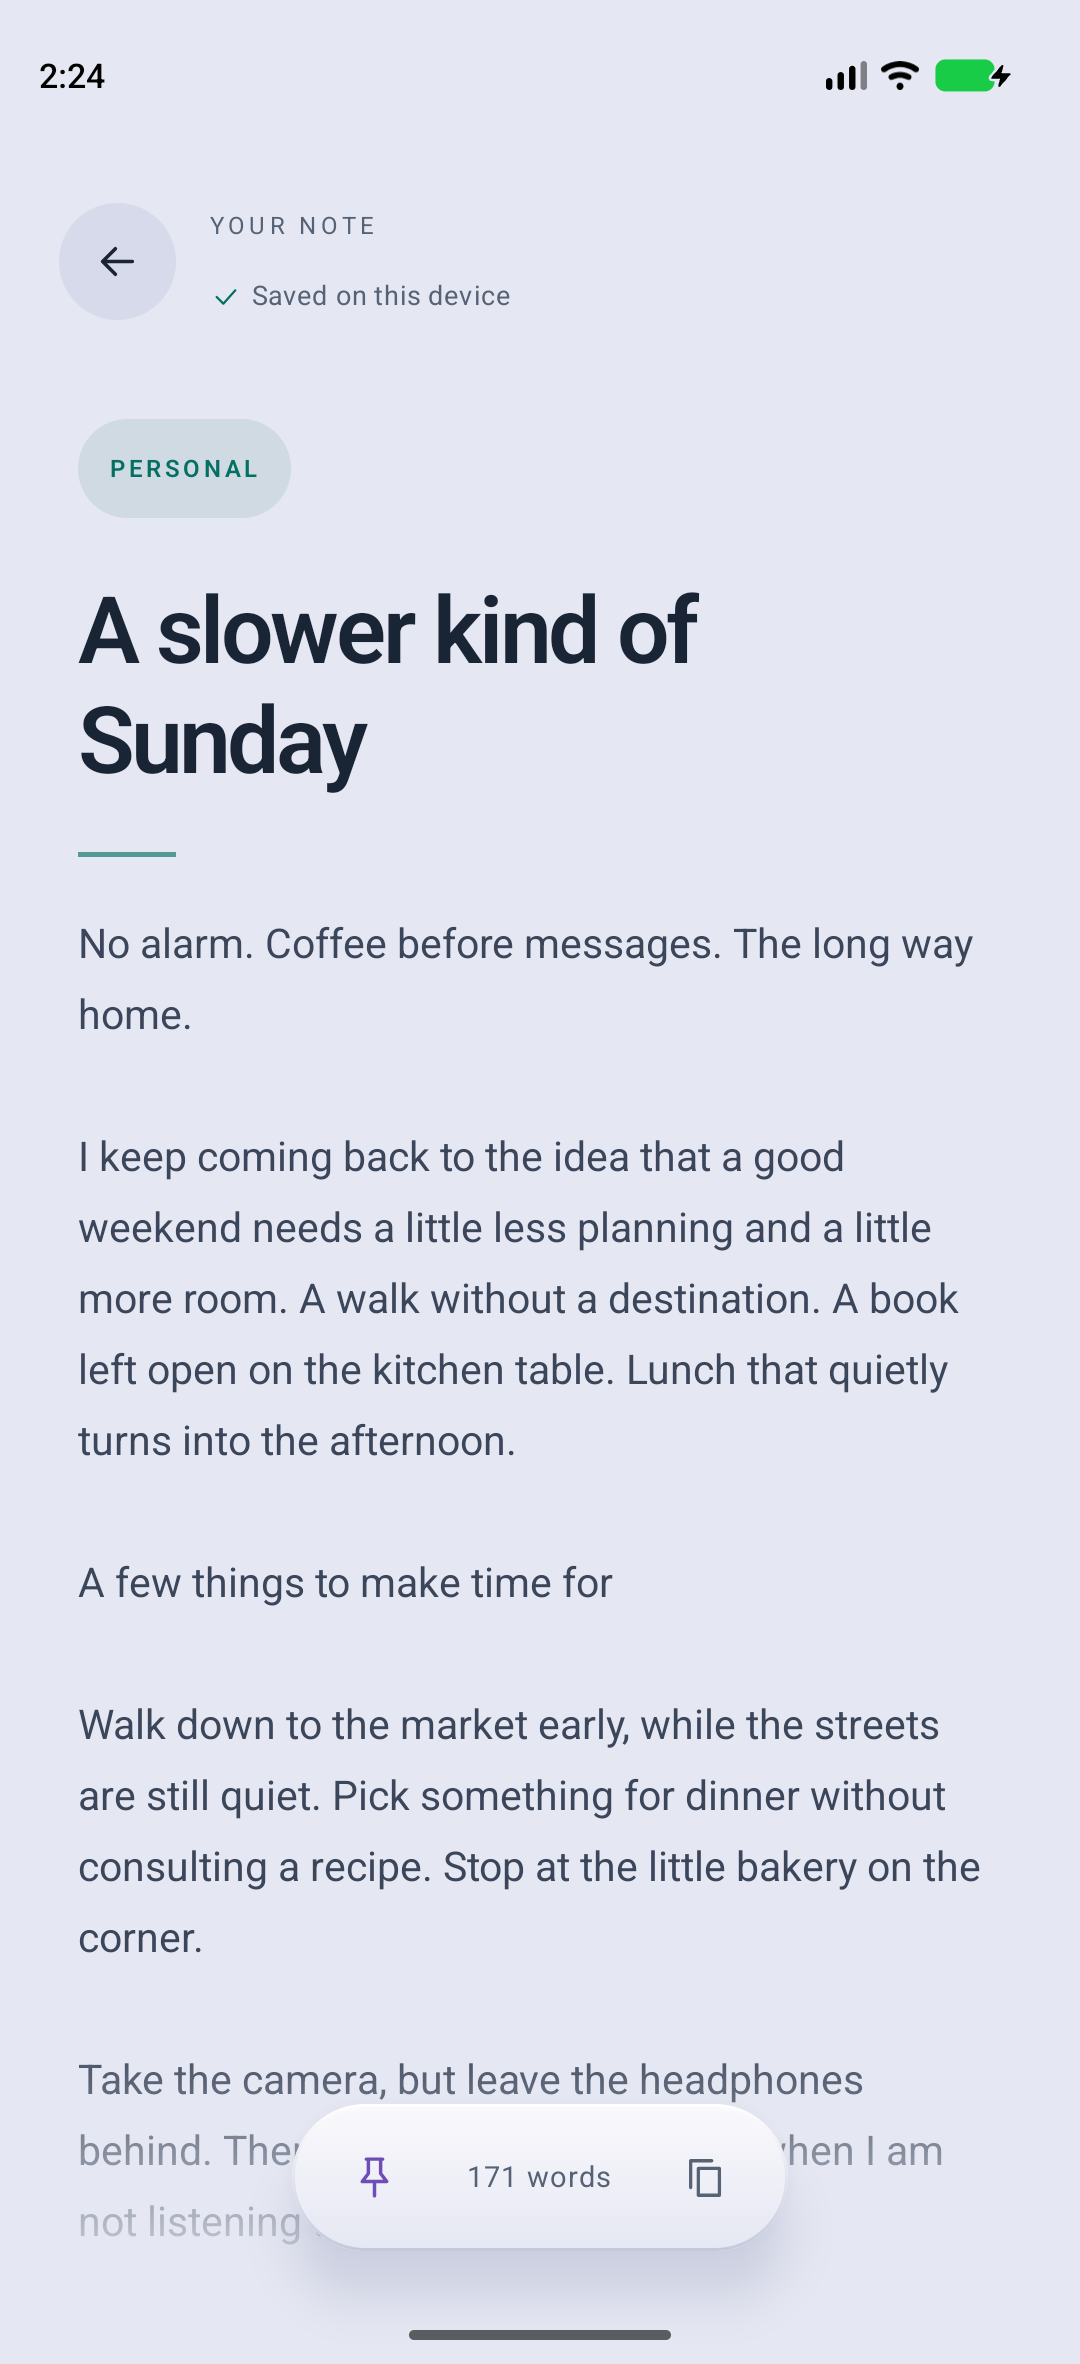 2:24
YOUR NOTE
Saved on this device
PERSONAL
A slower kind of
Sunday
No alarm. Coffee before messages. The long way
home.
I keep coming back to the idea that a good
weekend needs a little less planning and a little
more room. A walk without a destination. A book
left open on the kitchen table. Lunch that quietly
turns into the afternoon.
A few things to make time for
Walk down to the market early, while the streets
are still quiet. Pick something for dinner without
consulting a recipe. Stop at the little bakery on the
corner.
Take the camera, but leave the headphones
behind. when I am
not listening
171 words